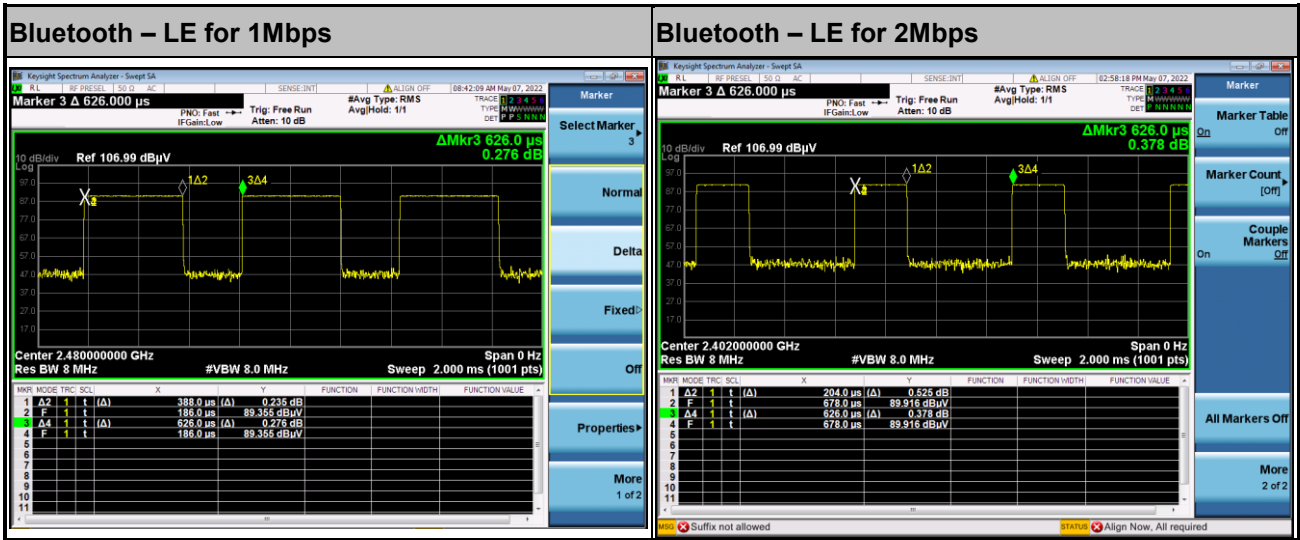 Bluetooth – LE for 1Mbps
Keysight Spectrum Analyzer - Swept SA
RL RF PRESEL 50 Ω AC SENSE:INT ALIGN OFF 08:42:09 AM May 07, 2022
Marker 3 Δ 626.000 µs
PNO: Fast
IFGain:Low
Trig: Free Run
Atten: 10 dB
#Avg Type: RMS
Avg|Hold: 1/1
TRACE 1 2 3 4 5 6
TYPE MWWWWW
DET P P S N N N
ΔMkr3 626.0 µs
0.276 dB
10 dB/div Ref 106.99 dBµV
Log
97.0
87.0
77.0
67.0
57.0
47.0
37.0
27.0
17.0
X2
1Δ2
3Δ4
Center 2.480000000 GHz Span 0 Hz
Res BW 8 MHz #VBW 8.0 MHz Sweep 2.000 ms (1001 pts)
MKR MODE TRC SCL X Y FUNCTION FUNCTION WIDTH FUNCTION VALUE
1 Δ2 1 t (Δ) 388.0 µs (Δ) 0.235 dB
2 F 1 t 186.0 µs 89.355 dBµV
3 Δ4 1 t (Δ) 626.0 µs (Δ) 0.276 dB
4 F 1 t 186.0 µs 89.355 dBµV
5
6
7
8
9
10
11
Marker
Select Marker
3
Normal
Delta
Fixed
Off
Properties
More
1 of 2
Bluetooth – LE for 2Mbps
Keysight Spectrum Analyzer - Swept SA
RL RF PRESEL 50 Ω AC SENSE:INT ALIGN OFF 02:58:18 PM May 07, 2022
Marker 3 Δ 626.000 µs
PNO: Fast
IFGain:Low
Trig: Free Run
Atten: 10 dB
#Avg Type: RMS
Avg|Hold: 1/1
TRACE 1 2 3 4 5 6
TYPE MWWWWW
DET P N N N N N
ΔMkr3 626.0 µs
0.378 dB
10 dB/div Ref 106.99 dBµV
Log
97.0
87.0
77.0
67.0
57.0
47.0
37.0
27.0
17.0
X2
1Δ2
3Δ4
Center 2.402000000 GHz Span 0 Hz
Res BW 8 MHz #VBW 8.0 MHz Sweep 2.000 ms (1001 pts)
MKR MODE TRC SCL X Y FUNCTION FUNCTION WIDTH FUNCTION VALUE
1 Δ2 1 t (Δ) 204.0 µs (Δ) 0.525 dB
2 F 1 t 678.0 µs 89.916 dBµV
3 Δ4 1 t (Δ) 626.0 µs (Δ) 0.378 dB
4 F 1 t 678.0 µs 89.916 dBµV
5
6
7
8
9
10
11
MSG Suffix not allowed STATUS Align Now, All required
Marker
Marker Table
On Off
Marker Count
[Off]
Couple
Markers
On Off
All Markers Off
More
2 of 2